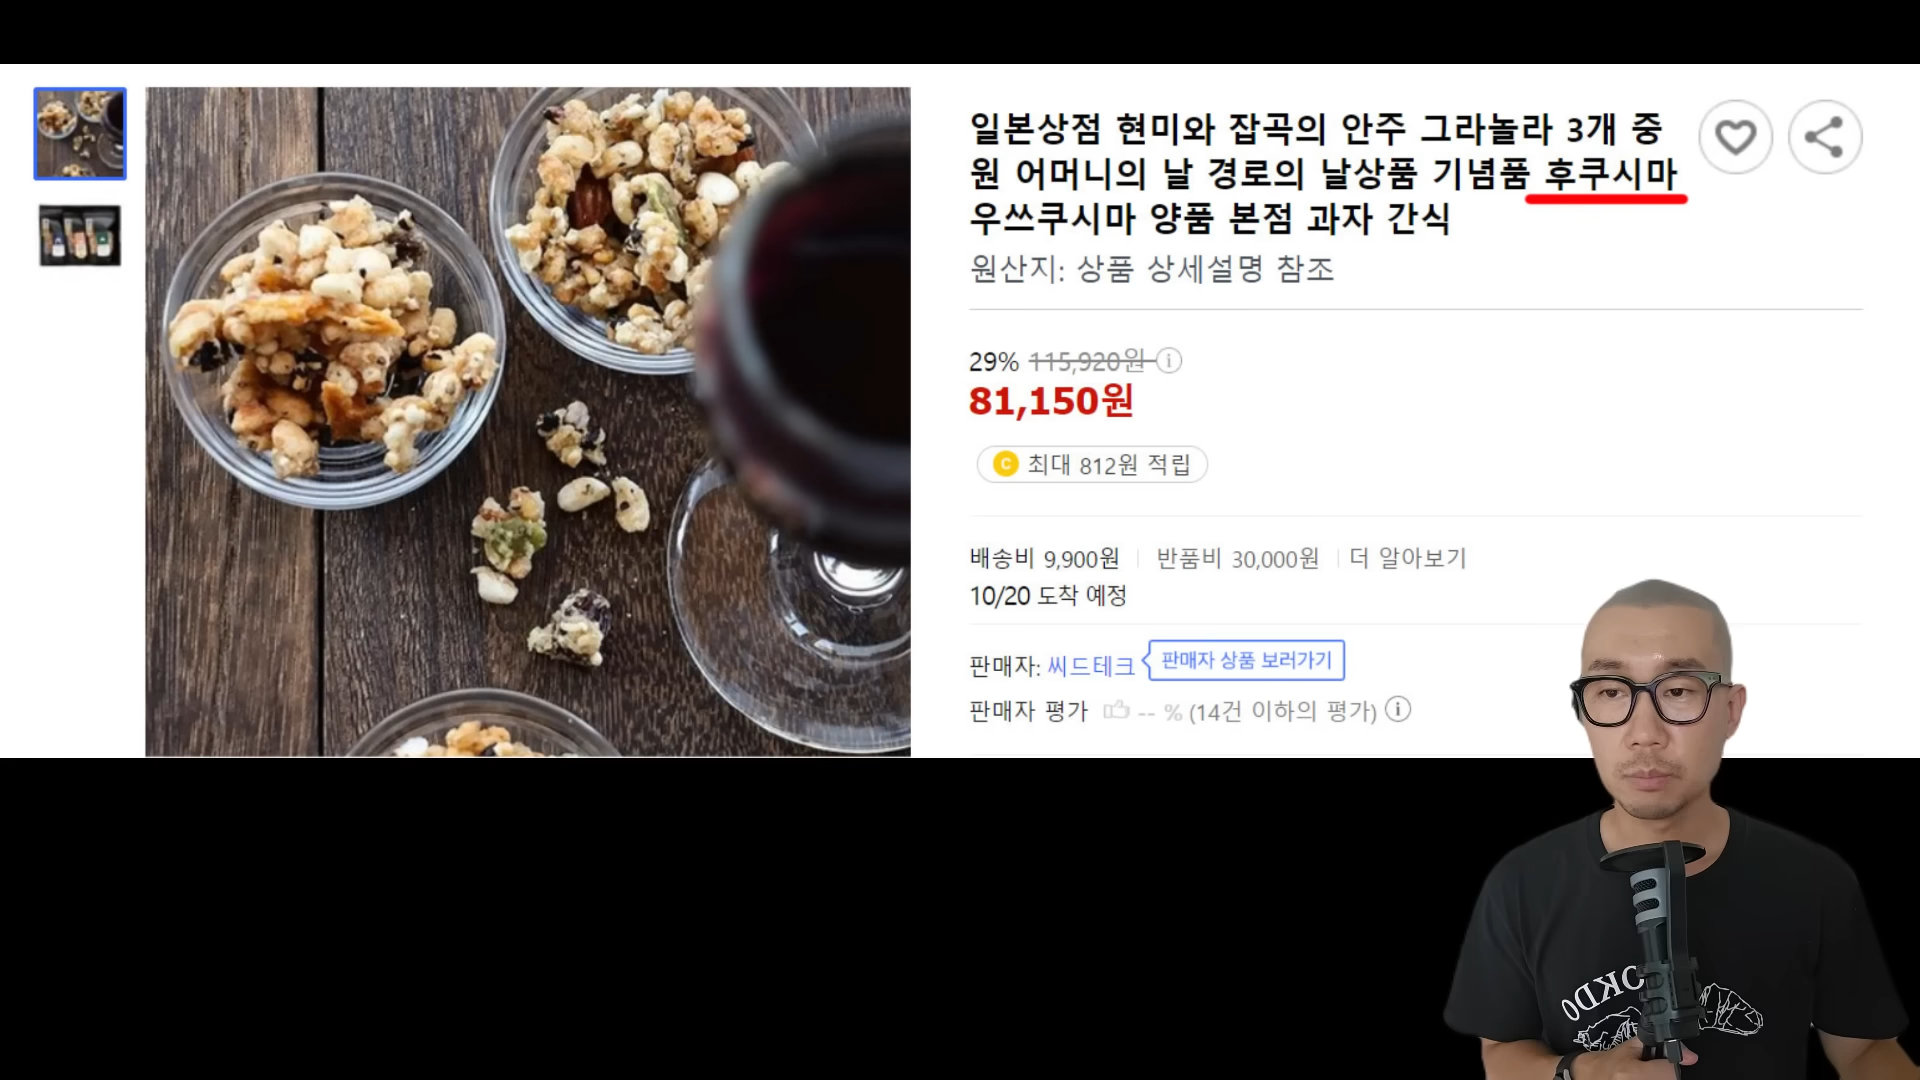 일본상점 현미와 잡곡의 안주 그라놀라 3개 중
원 어머니의 날 경로의 날상품 기념품 후쿠시마
우쓰쿠시마 양품 본점 과자 간식
원산지: 상품 상세설명 참조
29% 115,920원
81,150원
C 최대 812원 적립
배송비 9,900원 반품비 30,000원 더 알아보기
10/20 도착 예정
판매자: 씨드테크 판매자 상품 보러가기
판매자 평가 -- % (14건 이하의 평가)